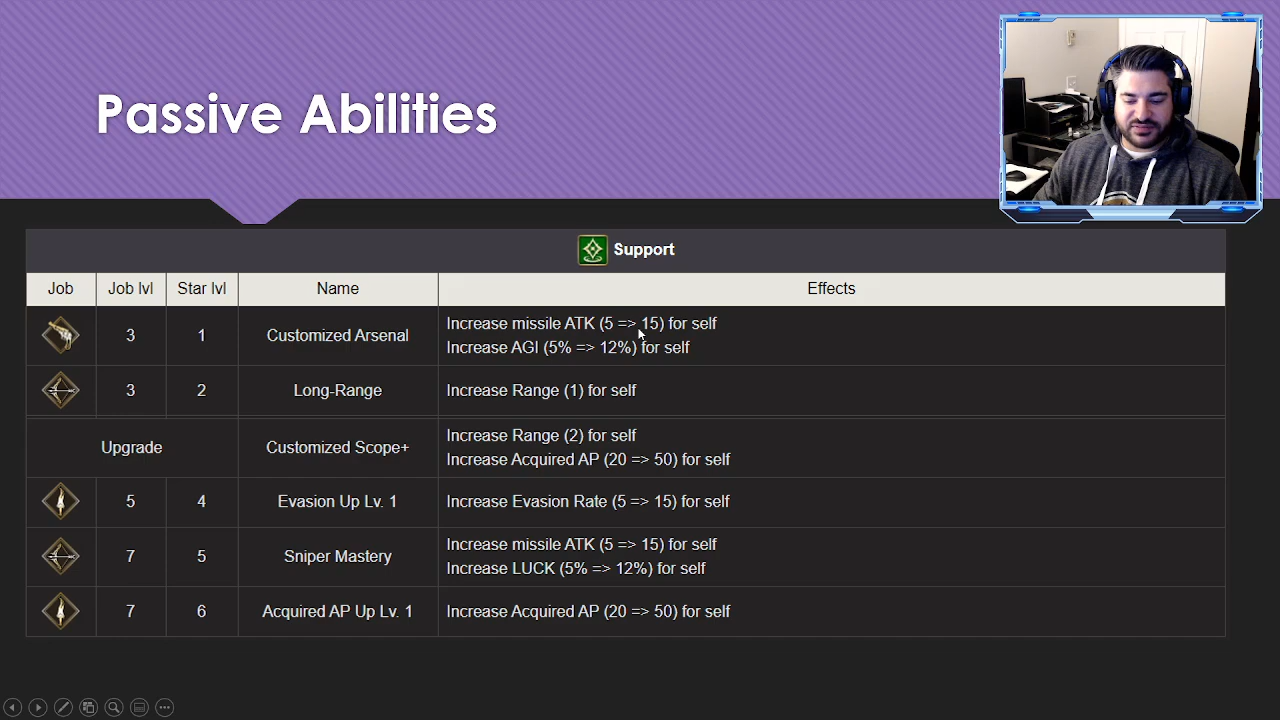 Passive Abilities
Support
Job Job lvl Star lvl Name Effects
3 1 Customized Arsenal Increase missile ATK (5 => 15) for self
Increase AGI (5% => 12%) for self
3 2 Long-Range Increase Range (1) for self
Upgrade Customized Scope+ Increase Range (2) for self
Increase Acquired AP (20 => 50) for self
5 4 Evasion Up Lv. 1 Increase Evasion Rate (5 => 15) for self
7 5 Sniper Mastery Increase missile ATK (5 => 15) for self
Increase LUCK (5% => 12%) for self
7 6 Acquired AP Up Lv. 1 Increase Acquired AP (20 => 50) for self